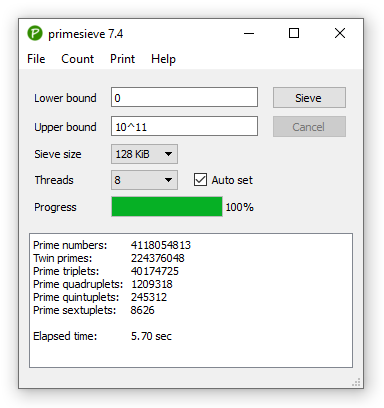 primesieve 7.4
File Count Print Help
Lower bound 0 Sieve
Upper bound 10^11 Cancel
Sieve size 128 KiB
Threads 8 Auto set
Progress 100%
Prime numbers: 4118054813
Twin primes: 224376048
Prime triplets: 40174725
Prime quadruplets: 1209318
Prime quintuplets: 245312
Prime sextuplets: 8626
Elapsed time: 5.70 sec